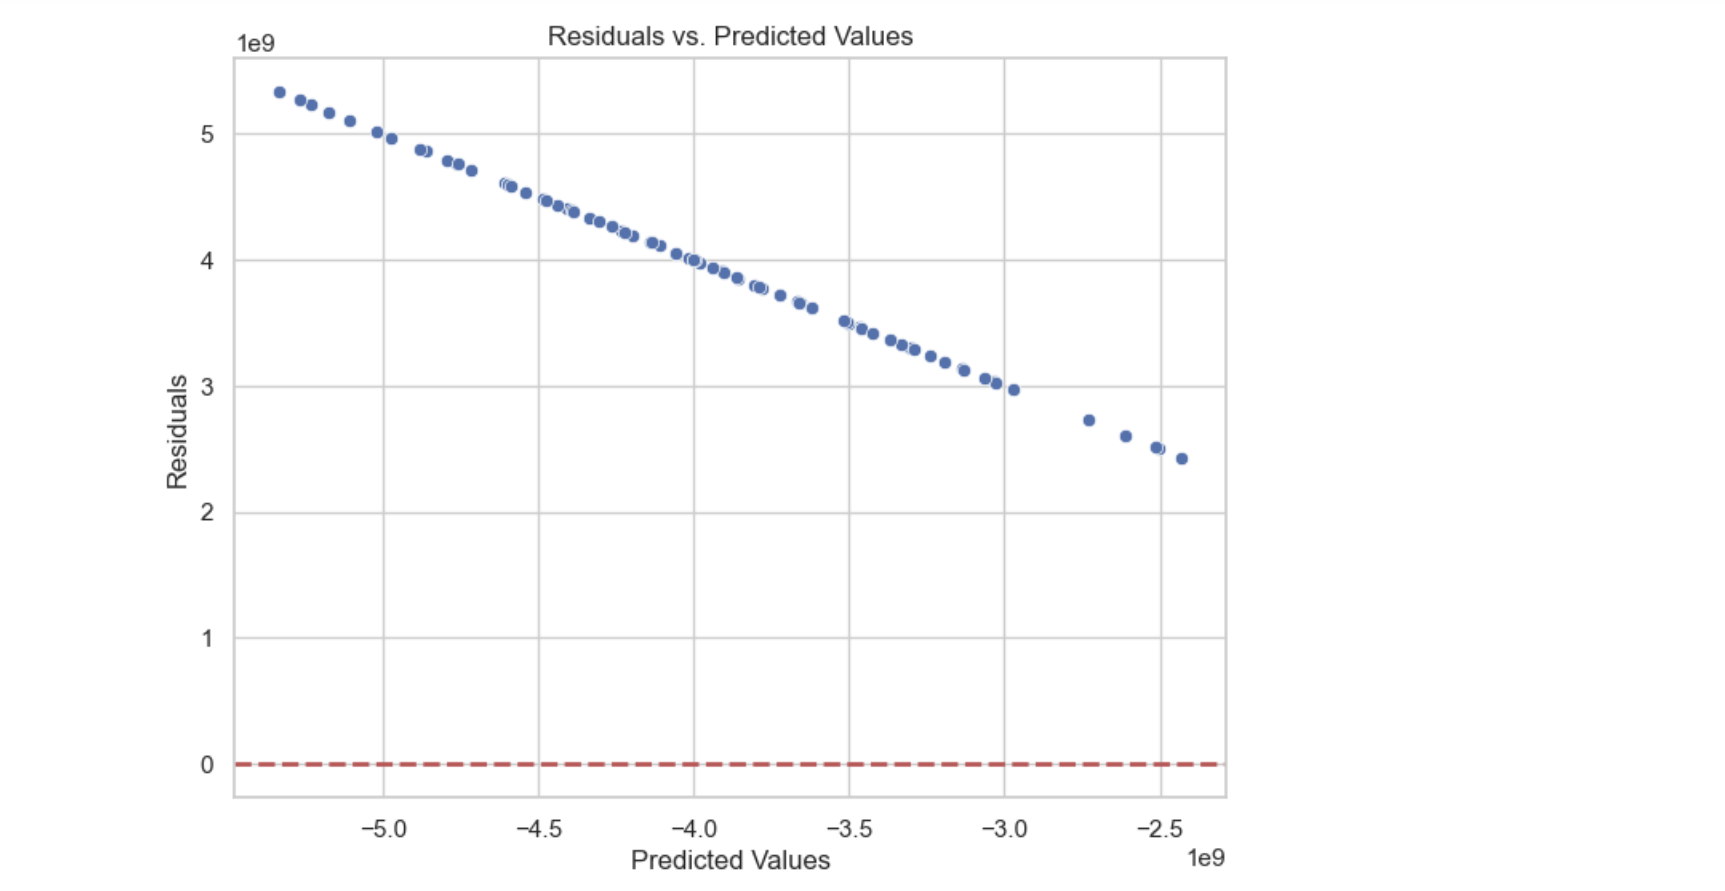 Residuals vs. Predicted Values
1e9
5
4
3
2
1
0
Residuals
−5.0 −4.5 −4.0 −3.5 −3.0 −2.5
Predicted Values
1e9